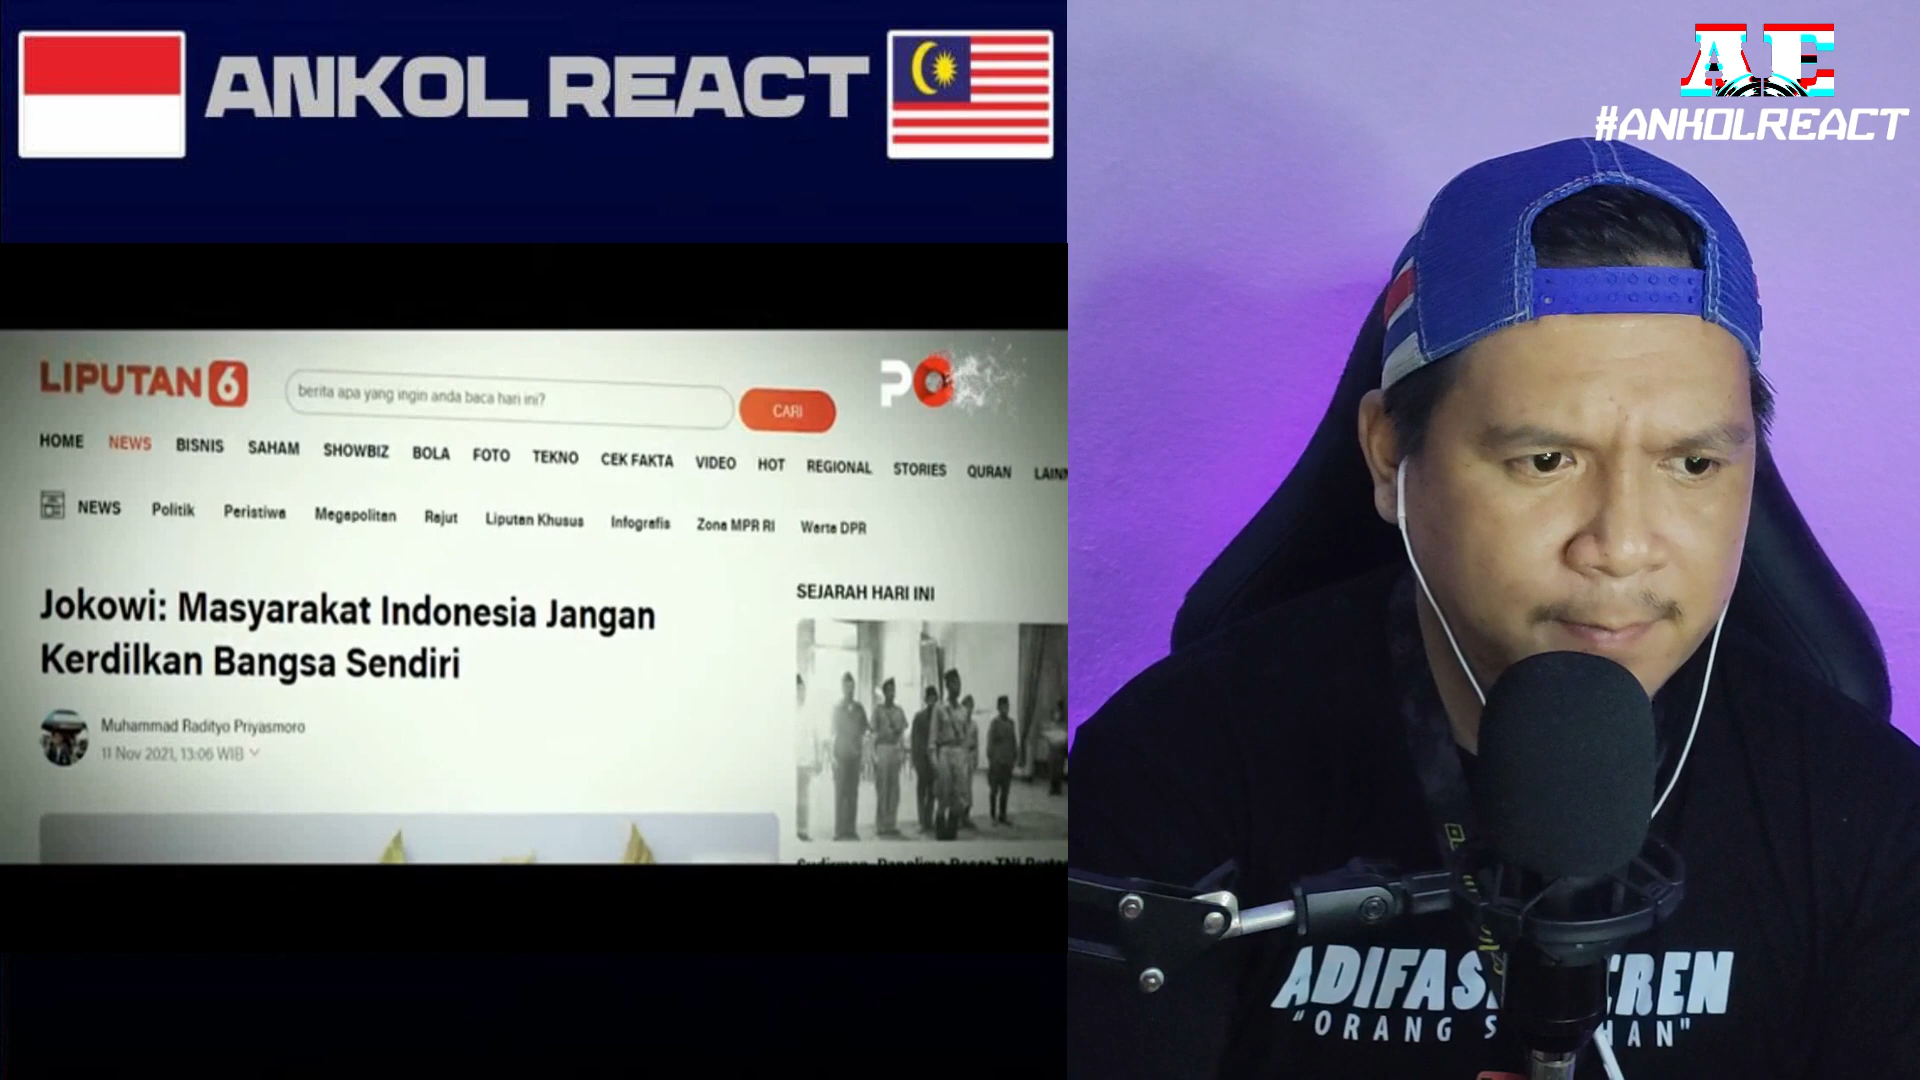 ANKOL REACT
AE
#ANKOLREACT
LIPUTAN 6
berita apa yang ingin anda baca hari ini?
CARI
HOME NEWS BISNIS SAHAM SHOWBIZ BOLA FOTO TEKNO CEK FAKTA VIDEO HOT REGIONAL STORIES QURAN LAINN
NEWS Politik Peristiwa Megapolitan Rajut Liputan Khusus Infografis Zona MPR RI Warta DPR
Jokowi: Masyarakat Indonesia Jangan
Kerdilkan Bangsa Sendiri
Muhammad Radityo Priyasmoro
11 Nov 2021, 13:06 WIB
SEJARAH HARI INI
ADIFAS
"ORANG